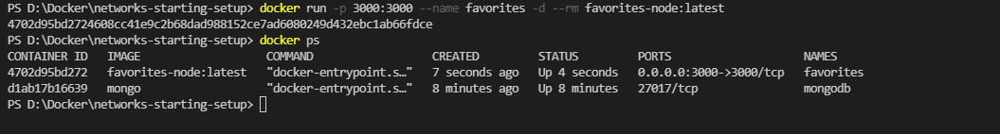 PS D:\Docker\networks-starting-setup> docker run -p 3000:3000 --name favorites -d --rm favorites-node:latest
4702d95bd2724608cc41e9c2b68dad988152ce7ad6080249d432ebc1ab66fdce
PS D:\Docker\networks-starting-setup> docker ps
CONTAINER ID   IMAGE                   COMMAND                  CREATED         STATUS         PORTS                    NAMES
4702d95bd272   favorites-node:latest   "docker-entrypoint.s…"   7 seconds ago   Up 4 seconds   0.0.0.0:3000->3000/tcp   favorites
d1ab17b16639   mongo                   "docker-entrypoint.s…"   8 minutes ago   Up 8 minutes   27017/tcp                mongodb
PS D:\Docker\networks-starting-setup>